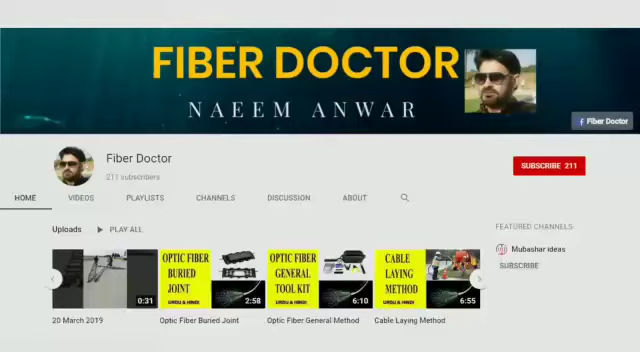 FIBER DOCTOR
NAEEM ANWAR
Fiber Doctor
Fiber Doctor
211 subscribers
SUBSCRIBE 211
HOME VIDEOS PLAYLISTS CHANNELS DISCUSSION ABOUT
Uploads PLAY ALL
FEATURED CHANNELS
Mubashar ideas
SUBSCRIBE
0:31
20 March 2019
OPTIC FIBER
BURIED
JOINT
URDU & HINDI
2:58
Optic Fiber Buried Joint
OPTIC FIBER
GENERAL
TOOL KIT
URDU & HINDI
6:10
Optic Fiber General Method
CABLE
LAYING
METHOD
URDU & HINDI
6:55
Cable Laying Method